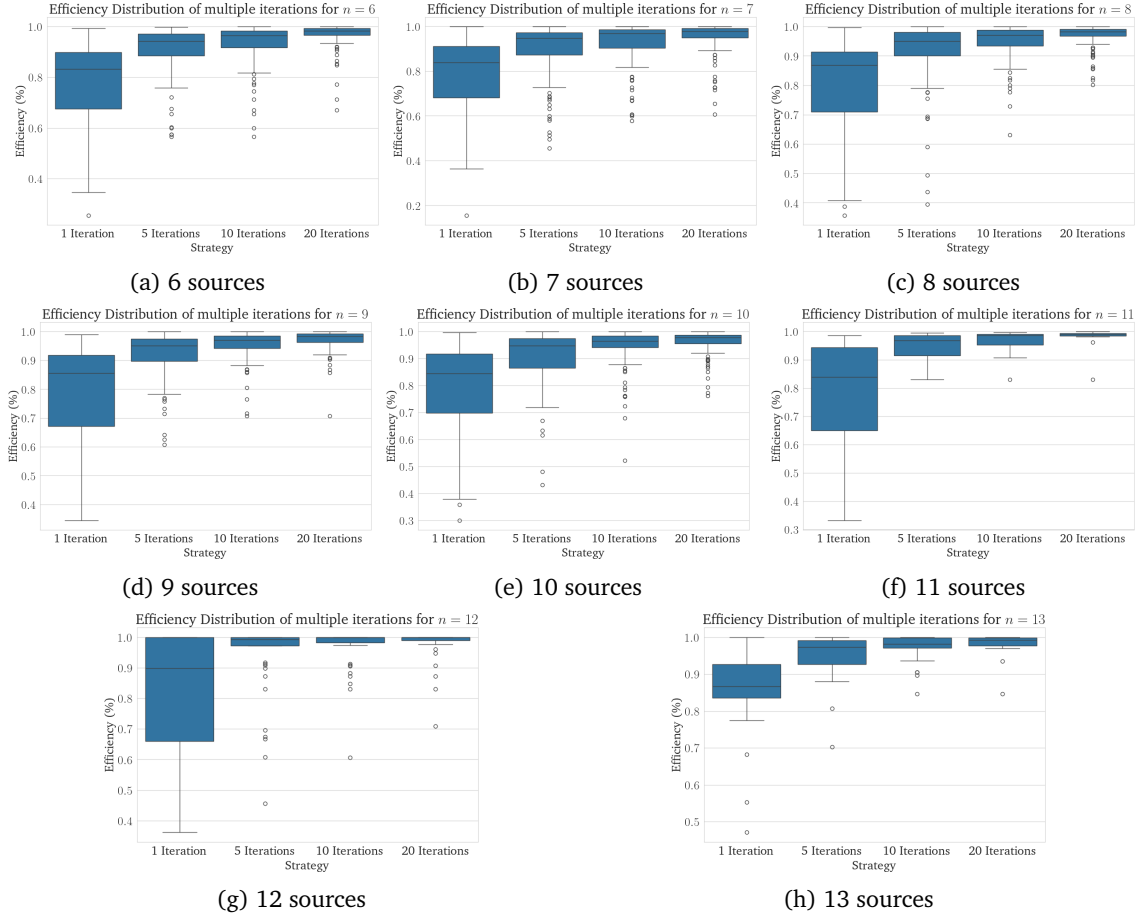 Efficiency Distribution of multiple iterations for n = 6
Efficiency (%)
1.0
0.8
0.6
0.4
1 Iteration 5 Iterations 10 Iterations 20 Iterations
Strategy
(a) 6 sources
Efficiency Distribution of multiple iterations for n = 7
Efficiency (%)
1.0
0.8
0.6
0.4
0.2
1 Iteration 5 Iterations 10 Iterations 20 Iterations
Strategy
(b) 7 sources
Efficiency Distribution of multiple iterations for n = 8
Efficiency (%)
1.0
0.9
0.8
0.7
0.6
0.5
0.4
1 Iteration 5 Iterations 10 Iterations 20 Iterations
Strategy
(c) 8 sources
Efficiency Distribution of multiple iterations for n = 9
Efficiency (%)
1.0
0.9
0.8
0.7
0.6
0.5
0.4
1 Iteration 5 Iterations 10 Iterations 20 Iterations
Strategy
(d) 9 sources
Efficiency Distribution of multiple iterations for n = 10
Efficiency (%)
1.0
0.9
0.8
0.7
0.6
0.5
0.4
0.3
1 Iteration 5 Iterations 10 Iterations 20 Iterations
Strategy
(e) 10 sources
Efficiency Distribution of multiple iterations for n = 11
Efficiency (%)
1.0
0.9
0.8
0.7
0.6
0.5
0.4
0.3
1 Iteration 5 Iterations 10 Iterations 20 Iterations
Strategy
(f) 11 sources
Efficiency Distribution of multiple iterations for n = 12
Efficiency (%)
1.0
0.9
0.8
0.7
0.6
0.5
0.4
1 Iteration 5 Iterations 10 Iterations 20 Iterations
Strategy
(g) 12 sources
Efficiency Distribution of multiple iterations for n = 13
Efficiency (%)
1.0
0.9
0.8
0.7
0.6
0.5
1 Iteration 5 Iterations 10 Iterations 20 Iterations
Strategy
(h) 13 sources